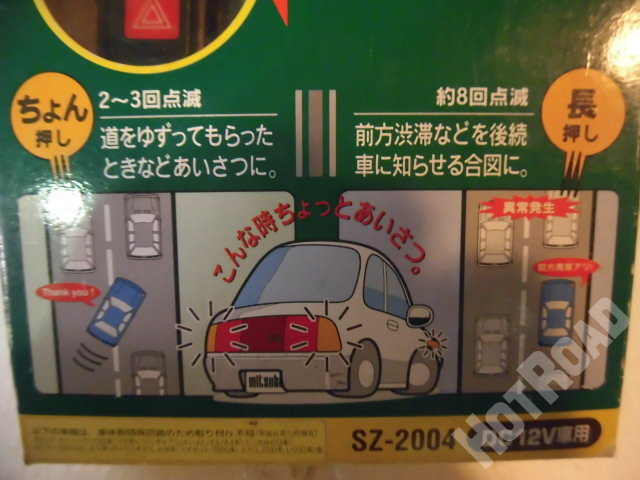 ちょん
押し
2〜3回点滅
道をゆずってもらった
ときなどあいさつに。
約8回点滅
前方渋滞などを後続
車に知らせる合図に。
長
押し
こんな時ちょっとあいさつ。
Thank you!
異常発生
前方異常アリ!
mitsuba
SZ-2004
DC12V車用
HOTROAD